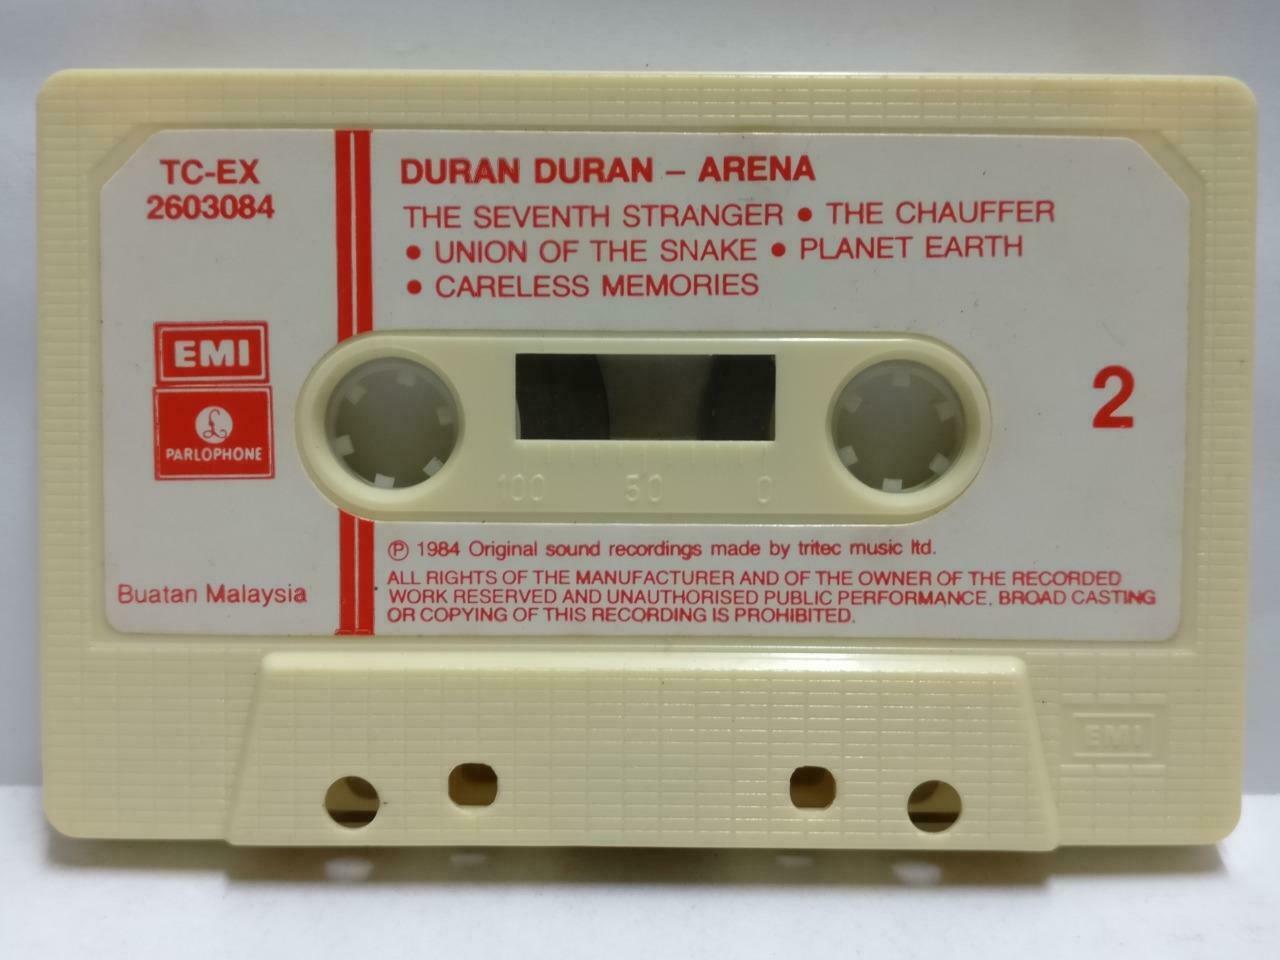 TC-EX
2603084
DURAN DURAN – ARENA
THE SEVENTH STRANGER • THE CHAUFFER
• UNION OF THE SNAKE • PLANET EARTH
• CARELESS MEMORIES
EMI
£
PARLOPHONE
2
100 50 0
Ⓟ 1984 Original sound recordings made by tritec music ltd.
ALL RIGHTS OF THE MANUFACTURER AND OF THE OWNER OF THE RECORDED
WORK RESERVED AND UNAUTHORISED PUBLIC PERFORMANCE, BROAD CASTING
OR COPYING OF THIS RECORDING IS PROHIBITED.
Buatan Malaysia
EMI